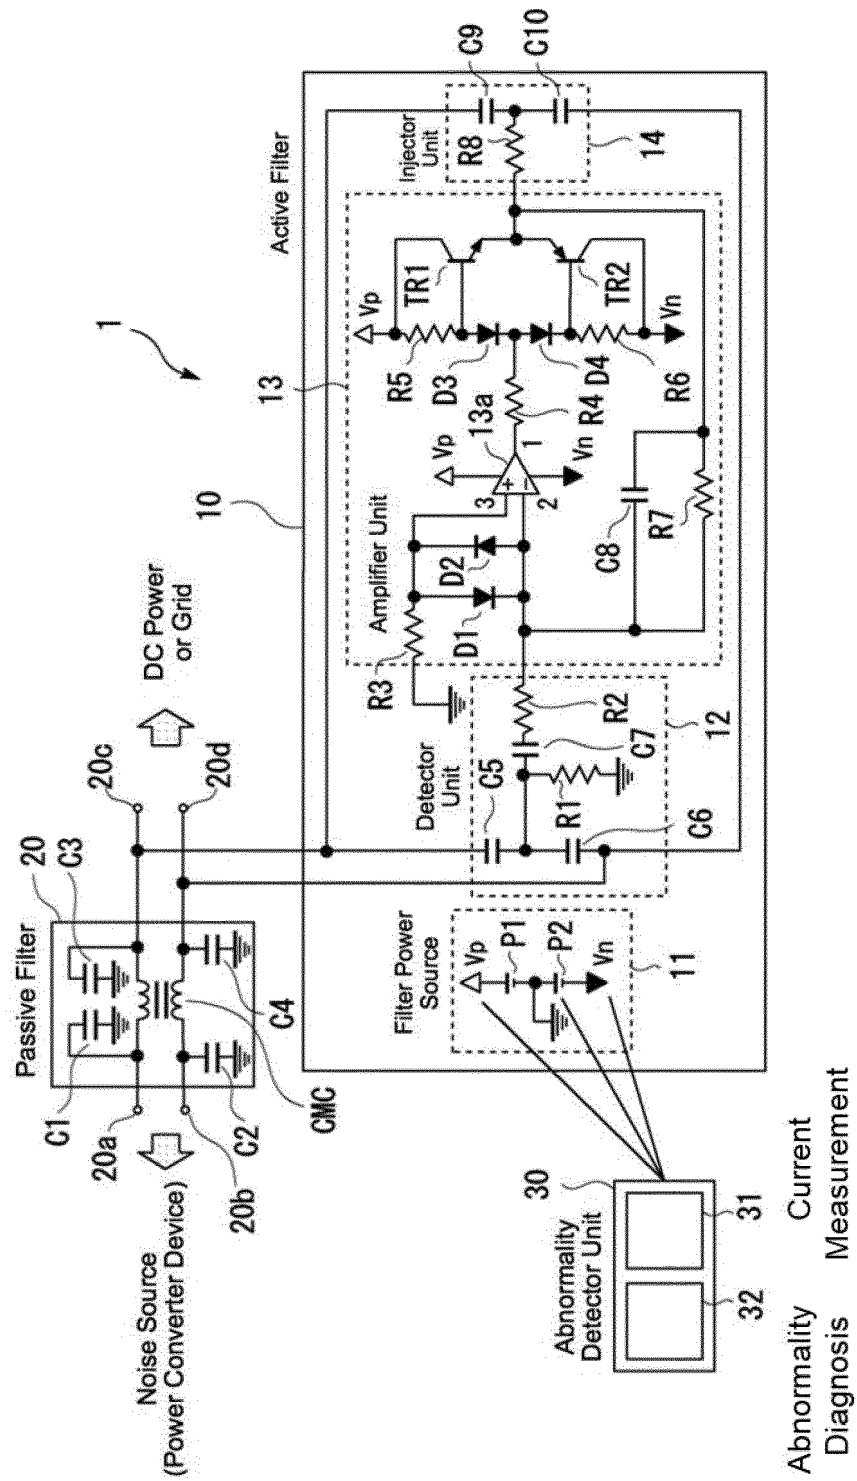 1
Noise Source
(Power Converter Device)
20a
20b
Passive Filter
20
C1
C3
C2
C4
CMC
20c
20d
DC Power
or Grid
10
Active Filter
Filter Power
Source
Vp
P1
P2
Vn
11
Detector
Unit
C5
R1
C6
C7
R2
12
13
Amplifier Unit
R3
D1
D2
3
2
1
13a
Vp
Vn
R4
C8
R7
Vp
R5
D3
D4
R6
Vn
TR1
TR2
Injector
Unit
R8
14
C9
C10
30
Abnormality
Detector Unit
32
31
Abnormality
Diagnosis
Current
Measurement
+
−